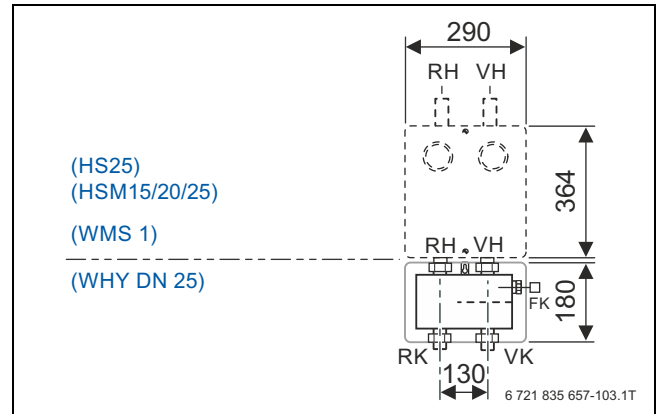 290
RH VH
(HS25)
(HSM15/20/25)
364
(WMS 1)
RH VH
(WHY DN 25)
180
FK
RK VK
130
6 721 835 657-103.1T